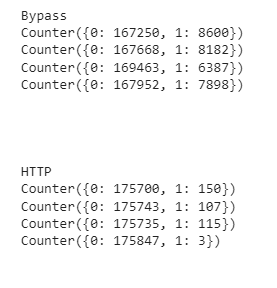 Bypass
Counter({0: 167250, 1: 8600})
Counter({0: 167668, 1: 8182})
Counter({0: 169463, 1: 6387})
Counter({0: 167952, 1: 7898})
HTTP
Counter({0: 175700, 1: 150})
Counter({0: 175743, 1: 107})
Counter({0: 175735, 1: 115})
Counter({0: 175847, 1: 3})